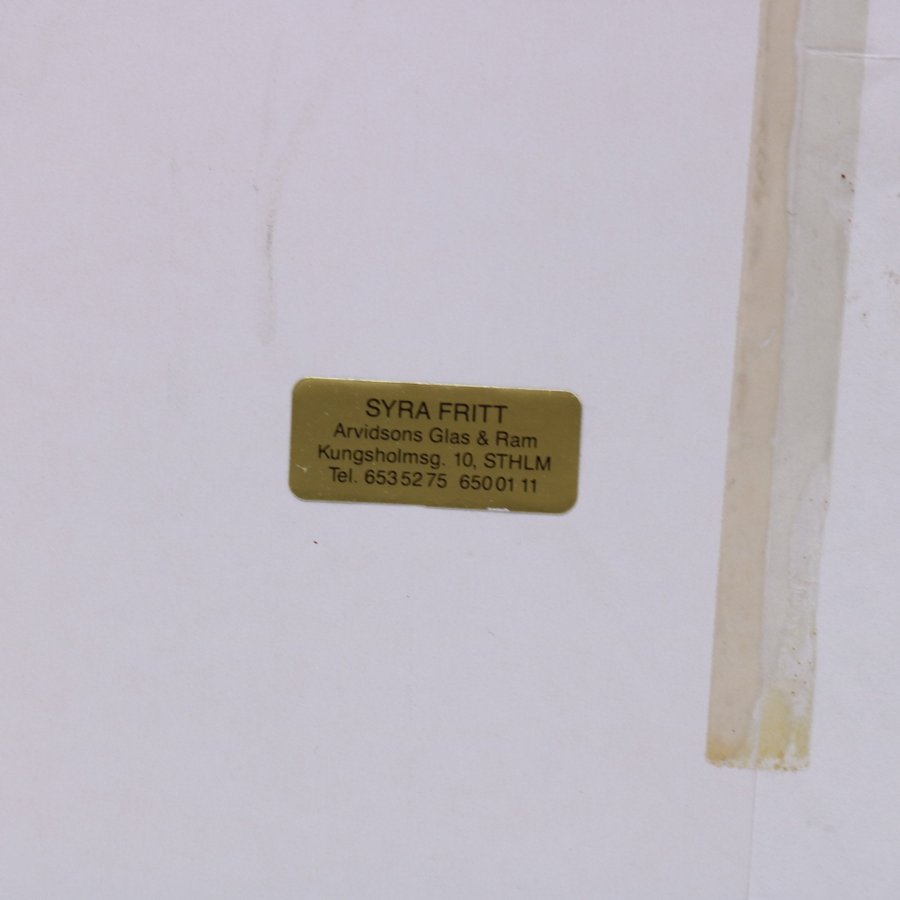 SYRA FRITT
Arvidsons Glas & Ram
Kungsholmsg. 10, STHLM
Tel. 653 52 75 650 01 11